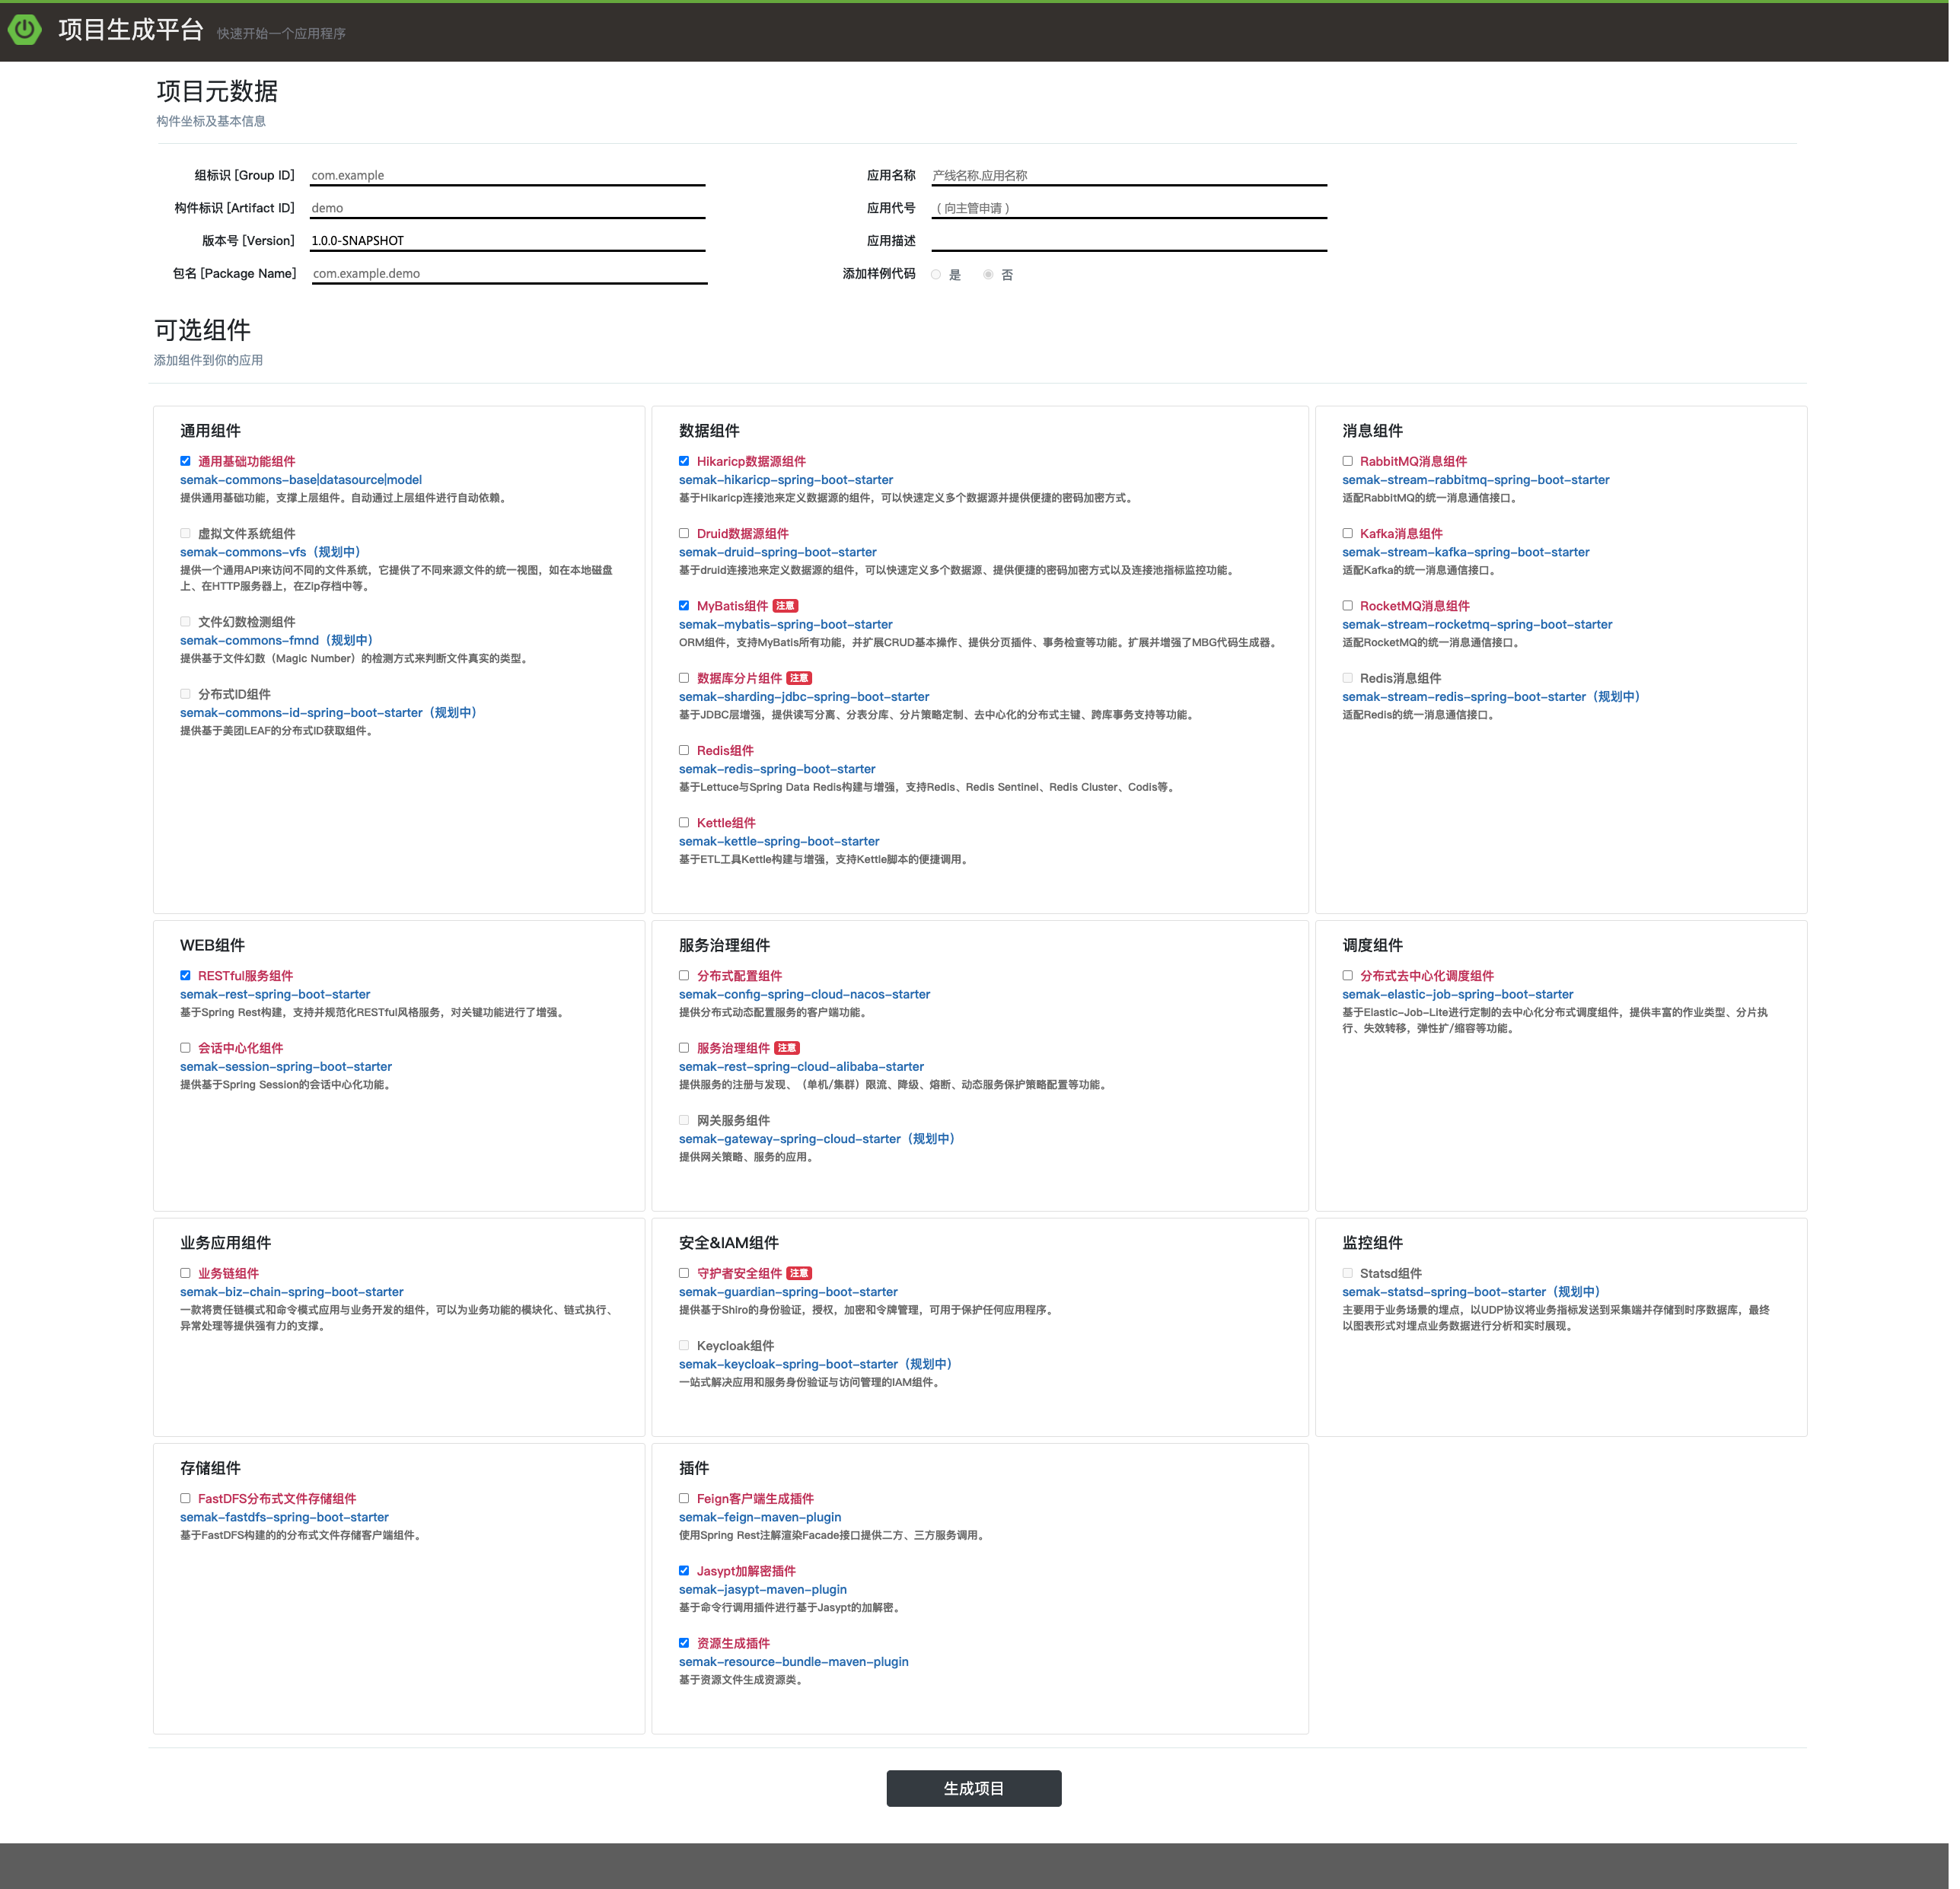 项目生成平台 快速开始一个应用程序
项目元数据
构件坐标及基本信息
组标识 [Group ID] com.example
构件标识 [Artifact ID] demo
版本号 [Version] 1.0.0-SNAPSHOT
包名 [Package Name] com.example.demo
应用名称 产线名称.应用名称
应用代号 (向主管申请)
应用描述
添加样例代码 是 否
可选组件
添加组件到你的应用
通用组件
通用基础功能组件
semak-commons-base|datasource|model
提供通用基础功能，支撑上层组件。自动通过上层组件进行自动依赖。
虚拟文件系统组件
semak-commons-vfs（规划中）
提供一个通用API来访问不同的文件系统，它提供了不同来源文件的统一视图，如在本地磁盘
上、在HTTP服务器上，在Zip存档中等。
文件幻数检测组件
semak-commons-fmnd（规划中）
提供基于文件幻数（Magic Number）的检测方式来判断文件真实的类型。
分布式ID组件
semak-commons-id-spring-boot-starter（规划中）
提供基于美团LEAF的分布式ID获取组件。
数据组件
Hikaricp数据源组件
semak-hikaricp-spring-boot-starter
基于Hikaricp连接池来定义数据源的组件，可以快速定义多个数据源并提供便捷的密码加密方式。
Druid数据源组件
semak-druid-spring-boot-starter
基于druid连接池来定义数据源的组件，可以快速定义多个数据源、提供便捷的密码加密方式以及连接池指标监控功能。
MyBatis组件 注意
semak-mybatis-spring-boot-starter
ORM组件，支持MyBatis所有功能，并扩展CRUD基本操作、提供分页插件、事务检查等功能。扩展并增强了MBG代码生成器。
数据库分片组件 注意
semak-sharding-jdbc-spring-boot-starter
基于JDBC层增强，提供读写分离、分表分库、分片策略定制、去中心化的分布式主键、跨库事务支持等功能。
Redis组件
semak-redis-spring-boot-starter
基于Lettuce与Spring Data Redis构建与增强，支持Redis、Redis Sentinel、Redis Cluster、Codis等。
Kettle组件
semak-kettle-spring-boot-starter
基于ETL工具Kettle构建与增强，支持Kettle脚本的便捷调用。
消息组件
RabbitMQ消息组件
semak-stream-rabbitmq-spring-boot-starter
适配RabbitMQ的统一消息通信接口。
Kafka消息组件
semak-stream-kafka-spring-boot-starter
适配Kafka的统一消息通信接口。
RocketMQ消息组件
semak-stream-rocketmq-spring-boot-starter
适配RocketMQ的统一消息通信接口。
Redis消息组件
semak-stream-redis-spring-boot-starter（规划中）
适配Redis的统一消息通信接口。
WEB组件
RESTful服务组件
semak-rest-spring-boot-starter
基于Spring Rest构建，支持并规范化RESTful风格服务，对关键功能进行了增强。
会话中心化组件
semak-session-spring-boot-starter
提供基于Spring Session的会话中心化功能。
服务治理组件
分布式配置组件
semak-config-spring-cloud-nacos-starter
提供分布式动态配置服务的客户端功能。
服务治理组件 注意
semak-rest-spring-cloud-alibaba-starter
提供服务的注册与发现、（单机/集群）限流、降级、熔断、动态服务保护策略配置等功能。
网关服务组件
semak-gateway-spring-cloud-starter（规划中）
提供网关策略、服务的应用。
调度组件
分布式去中心化调度组件
semak-elastic-job-spring-boot-starter
基于Elastic-Job-Lite进行定制的去中心化分布式调度组件，提供丰富的作业类型、分片执
行、失效转移，弹性扩/缩容等功能。
业务应用组件
业务链组件
semak-biz-chain-spring-boot-starter
一款将责任链模式和命令模式应用与业务开发的组件，可以为业务功能的模块化、链式执行、
异常处理等提供强有力的支撑。
安全&IAM组件
守护者安全组件 注意
semak-guardian-spring-boot-starter
提供基于Shiro的身份验证，授权，加密和令牌管理，可用于保护任何应用程序。
Keycloak组件
semak-keycloak-spring-boot-starter（规划中）
一站式解决应用和服务身份验证与访问管理的IAM组件。
监控组件
Statsd组件
semak-statsd-spring-boot-starter（规划中）
主要用于业务场景的埋点，以UDP协议将业务指标发送到采集端并存储到时序数据库，最终
以图表形式对埋点业务数据进行分析和实时展现。
存储组件
FastDFS分布式文件存储组件
semak-fastdfs-spring-boot-starter
基于FastDFS构建的的分布式文件存储客户端组件。
插件
Feign客户端生成插件
semak-feign-maven-plugin
使用Spring Rest注解渲染Facade接口提供二方、三方服务调用。
Jasypt加解密插件
semak-jasypt-maven-plugin
基于命令行调用插件进行基于Jasypt的加解密。
资源生成插件
semak-resource-bundle-maven-plugin
基于资源文件生成资源类。
生成项目